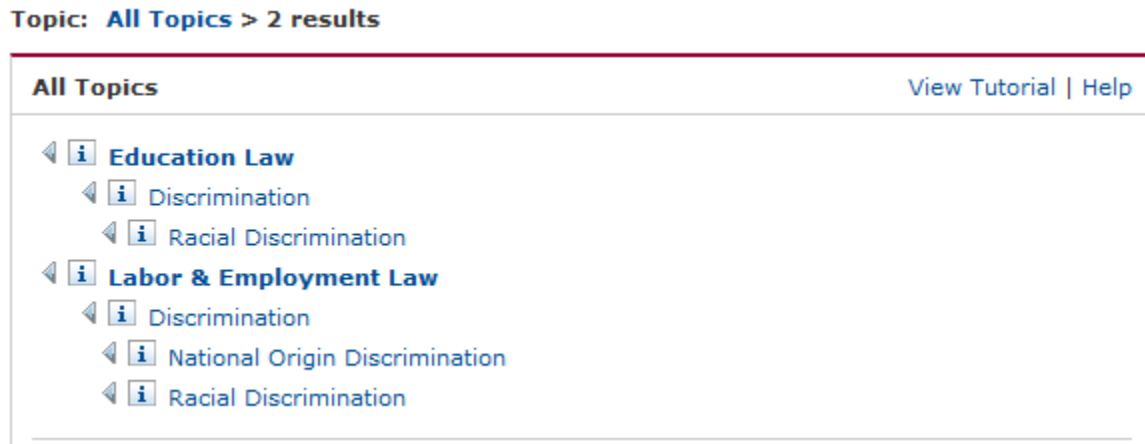 Topic: All Topics > 2 results
All Topics View Tutorial | Help
i Education Law
i Discrimination
i Racial Discrimination
i Labor & Employment Law
i Discrimination
i National Origin Discrimination
i Racial Discrimination